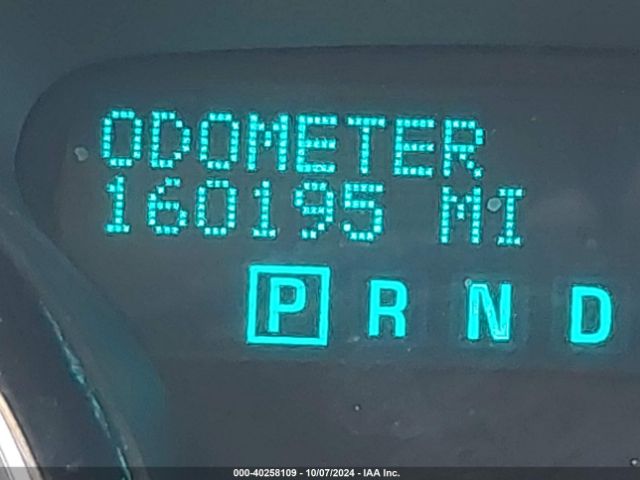 ODOMETER
160195 MI
P R N D
000-40258109 - 10/07/2024 - IAA Inc.